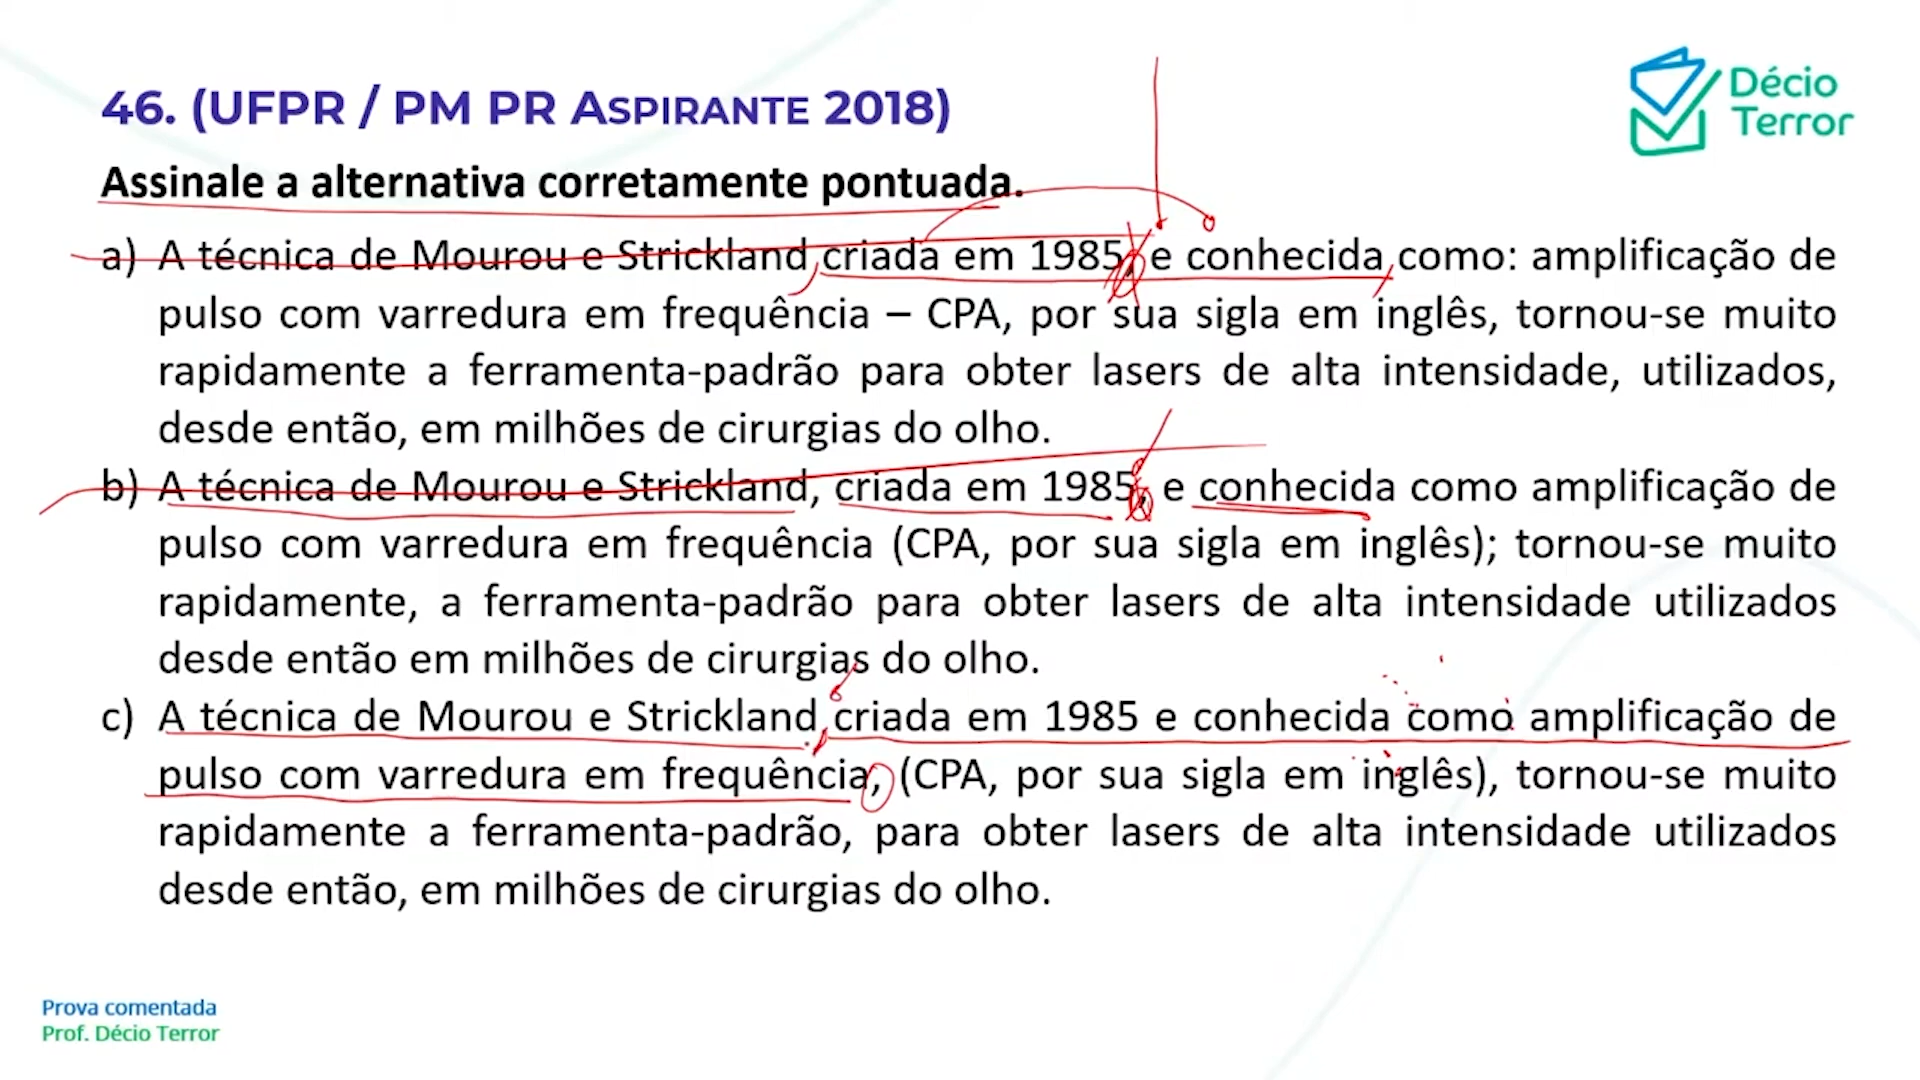 46. (UFPR / PM PR ASPIRANTE 2018)
Décio
Terror
Assinale a alternativa corretamente pontuada.
a) A técnica de Mourou e Strickland criada em 1985, e conhecida como: amplificação de
pulso com varredura em frequência – CPA, por sua sigla em inglês, tornou-se muito
rapidamente a ferramenta-padrão para obter lasers de alta intensidade, utilizados,
desde então, em milhões de cirurgias do olho.
b) A técnica de Mourou e Strickland, criada em 1985, e conhecida como amplificação de
pulso com varredura em frequência (CPA, por sua sigla em inglês); tornou-se muito
rapidamente, a ferramenta-padrão para obter lasers de alta intensidade utilizados
desde então em milhões de cirurgias do olho.
c) A técnica de Mourou e Strickland criada em 1985 e conhecida como amplificação de
pulso com varredura em frequência, (CPA, por sua sigla em inglês), tornou-se muito
rapidamente a ferramenta-padrão, para obter lasers de alta intensidade utilizados
desde então, em milhões de cirurgias do olho.
Prova comentada
Prof. Décio Terror